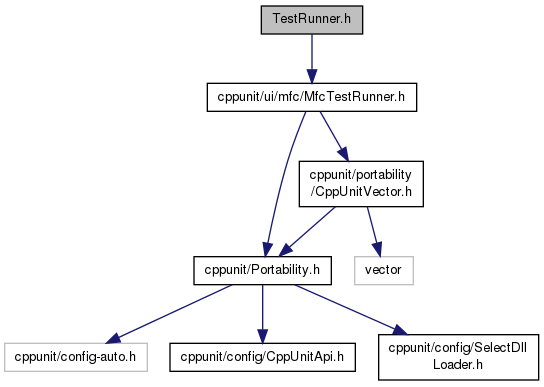 TestRunner.h
cppunit/ui/mfc/MfcTestRunner.h
cppunit/portability
/CppUnitVector.h
cppunit/Portability.h
vector
cppunit/config-auto.h
cppunit/config/CppUnitApi.h
cppunit/config/SelectDll
Loader.h